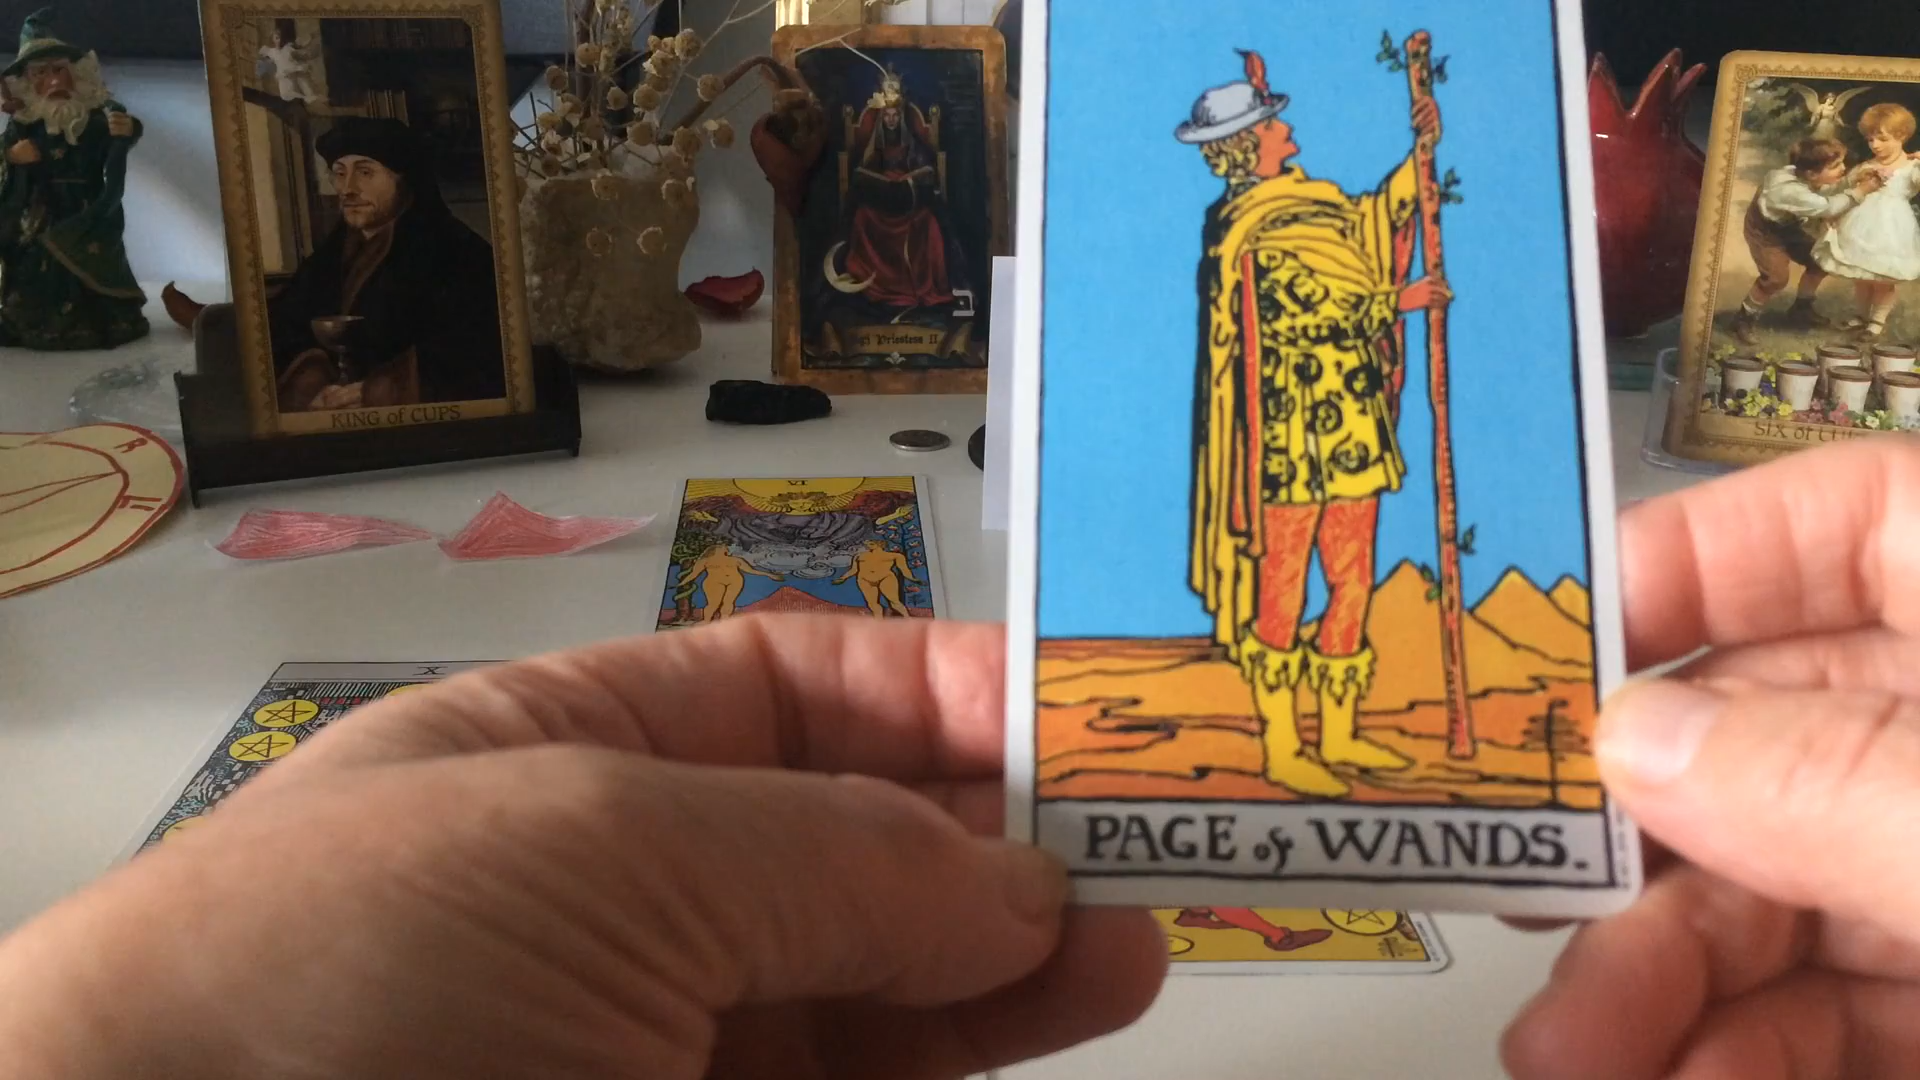 KING of CUPS
Priestess II
ב
SIX of
VI
X
R
PAGE of WANDS.